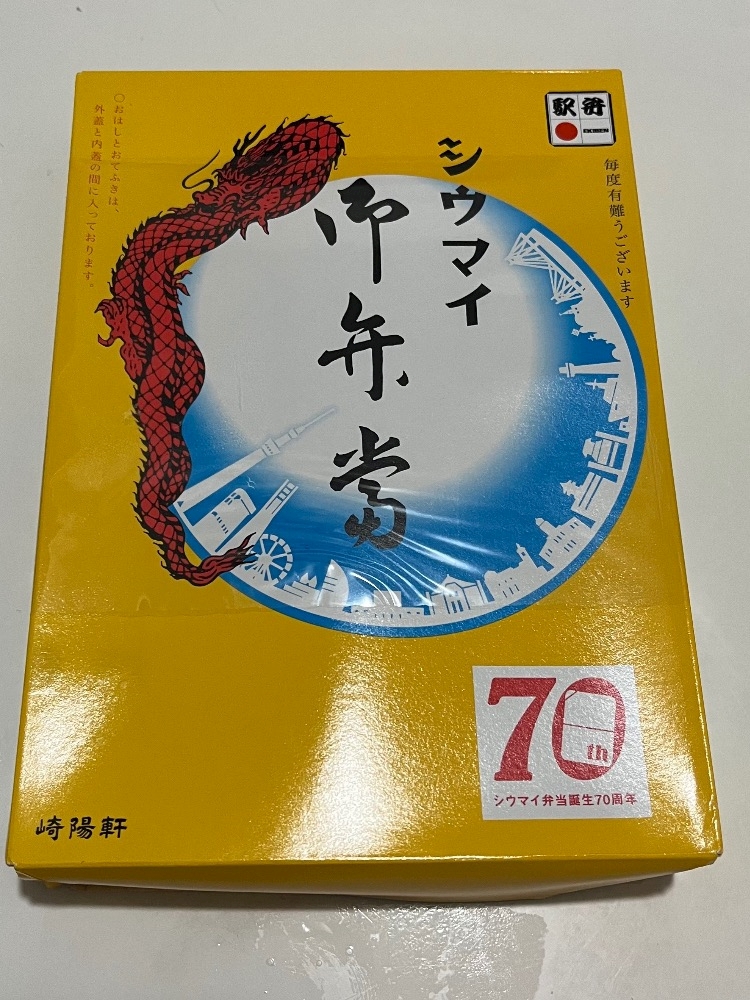 駅弁
毎度有難うございます
シウマイ
御弁當
○おはしとおてふきは、
外蓋と内蓋の間に入っております。
70th
シウマイ弁当誕生70周年
崎陽軒